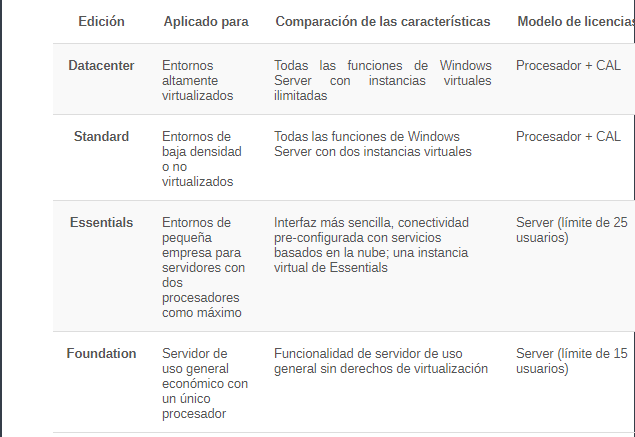 Edición Aplicado para Comparación de las características Modelo de licencias
Datacenter Entornos Todas las funciones de Windows Procesador + CAL
altamente Server con instancias virtuales
virtualizados ilimitadas
Standard Entornos de Todas las funciones de Windows Procesador + CAL
baja densidad Server con dos instancias virtuales
o no
virtualizados
Essentials Entornos de Interfaz más sencilla, conectividad Server (límite de 25
pequeña pre-configurada con servicios usuarios)
empresa para basados en la nube; una instancia
servidores con virtual de Essentials
dos
procesadores
como máximo
Foundation Servidor de Funcionalidad de servidor de uso Server (límite de 15
uso general general sin derechos de virtualización usuarios)
económico con
un único
procesador